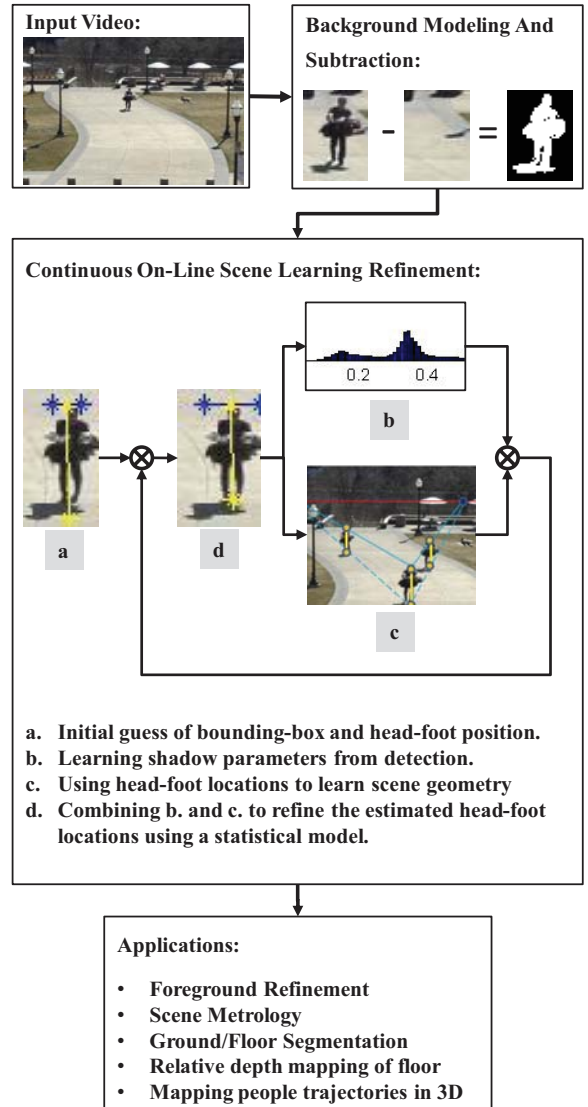 Input Video:
Background Modeling And
Subtraction:
Continuous On-Line Scene Learning Refinement:
0.2 0.4
b
a
d
c
a. Initial guess of bounding-box and head-foot position.
b. Learning shadow parameters from detection.
c. Using head-foot locations to learn scene geometry
d. Combining b. and c. to refine the estimated head-foot
locations using a statistical model.
Applications:
• Foreground Refinement
• Scene Metrology
• Ground/Floor Segmentation
• Relative depth mapping of floor
• Mapping people trajectories in 3D